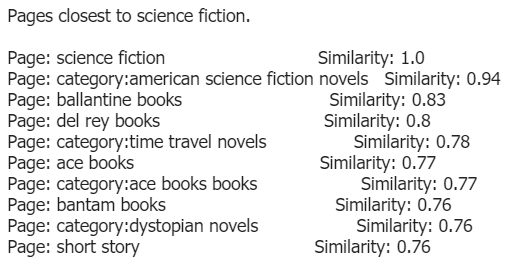 Pages closest to science fiction.
Page: science fiction Similarity: 1.0
Page: category:american science fiction novels Similarity: 0.94
Page: ballantine books Similarity: 0.83
Page: del rey books Similarity: 0.8
Page: category:time travel novels Similarity: 0.78
Page: ace books Similarity: 0.77
Page: category:ace books books Similarity: 0.77
Page: bantam books Similarity: 0.76
Page: category:dystopian novels Similarity: 0.76
Page: short story Similarity: 0.76